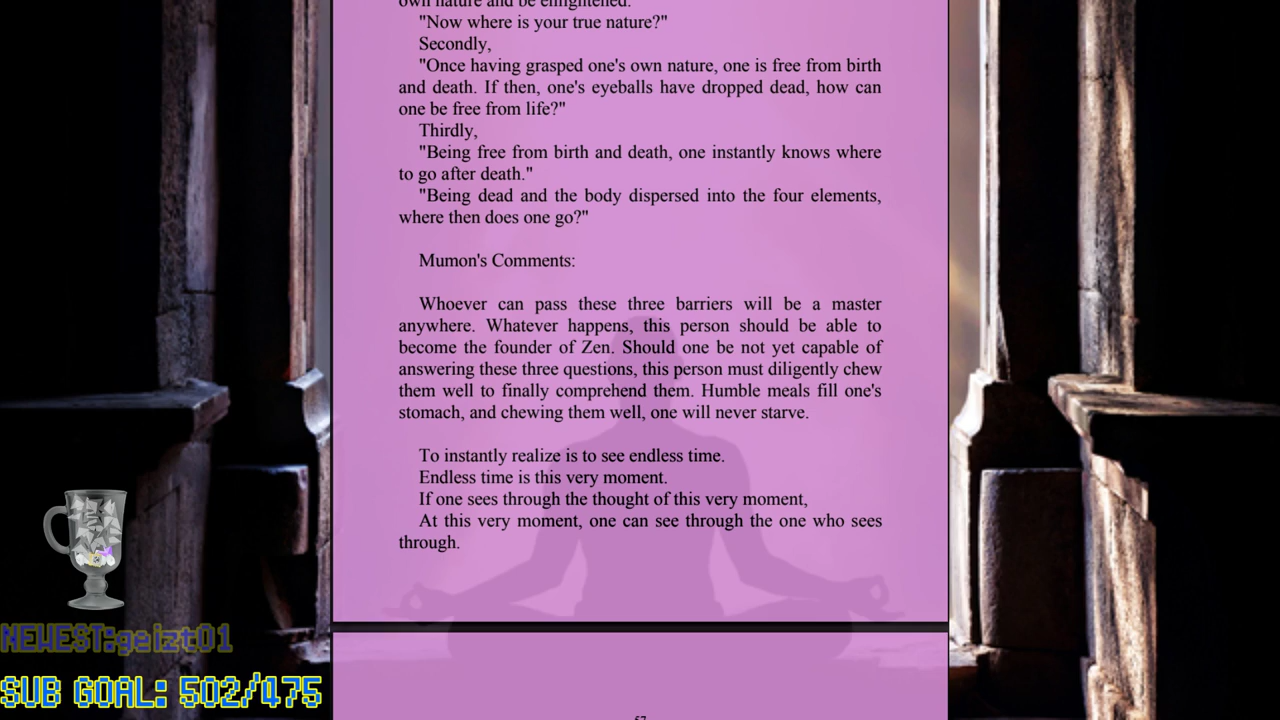 own nature and be enlightened.
"Now where is your true nature?"
Secondly,
"Once having grasped one's own nature, one is free from birth
and death. If then, one's eyeballs have dropped dead, how can
one be free from life?"
Thirdly,
"Being free from birth and death, one instantly knows where
to go after death."
"Being dead and the body dispersed into the four elements,
where then does one go?"
Mumon's Comments:
Whoever can pass these three barriers will be a master
anywhere. Whatever happens, this person should be able to
become the founder of Zen. Should one be not yet capable of
answering these three questions, this person must diligently chew
them well to finally comprehend them. Humble meals fill one's
stomach, and chewing them well, one will never starve.
To instantly realize is to see endless time.
Endless time is this very moment.
If one sees through the thought of this very moment,
At this very moment, one can see through the one who sees
through.
NEWEST:geizt01
SUB GOAL: 502/475